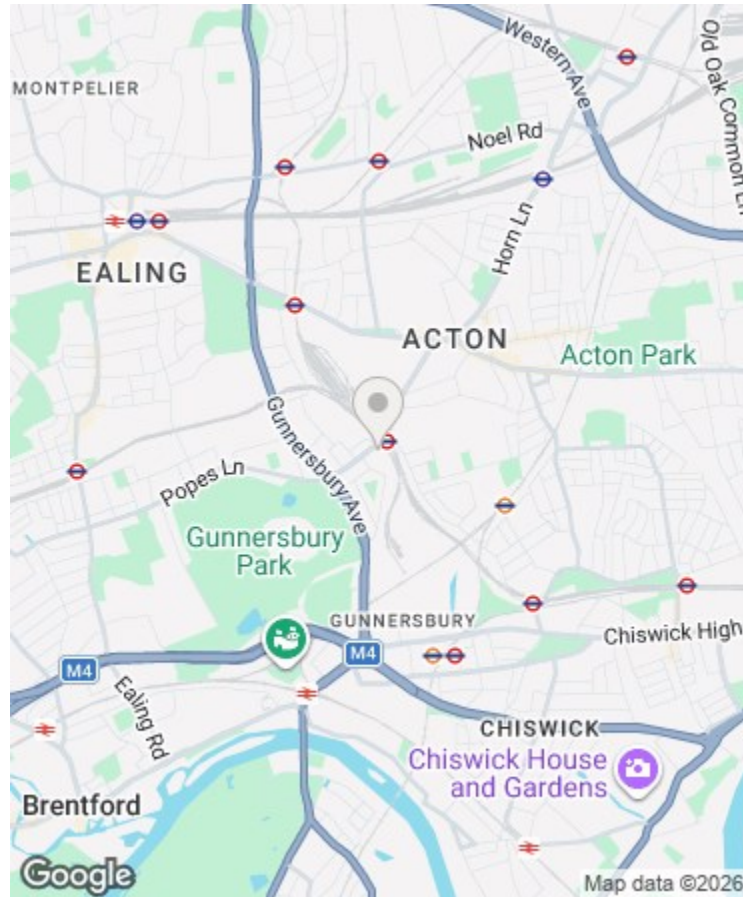 Western Ave
Old Oak Common Ln
MONTPELIER
Noel Rd
Horn Ln
EALING
ACTON
Acton Park
Gunnersbury Ave
Popes Ln
Gunnersbury
Park
GUNNERSBURY
Chiswick High
M4
M4
Ealing Rd
CHISWICK
Chiswick House
and Gardens
Brentford
Google
Map data ©2026